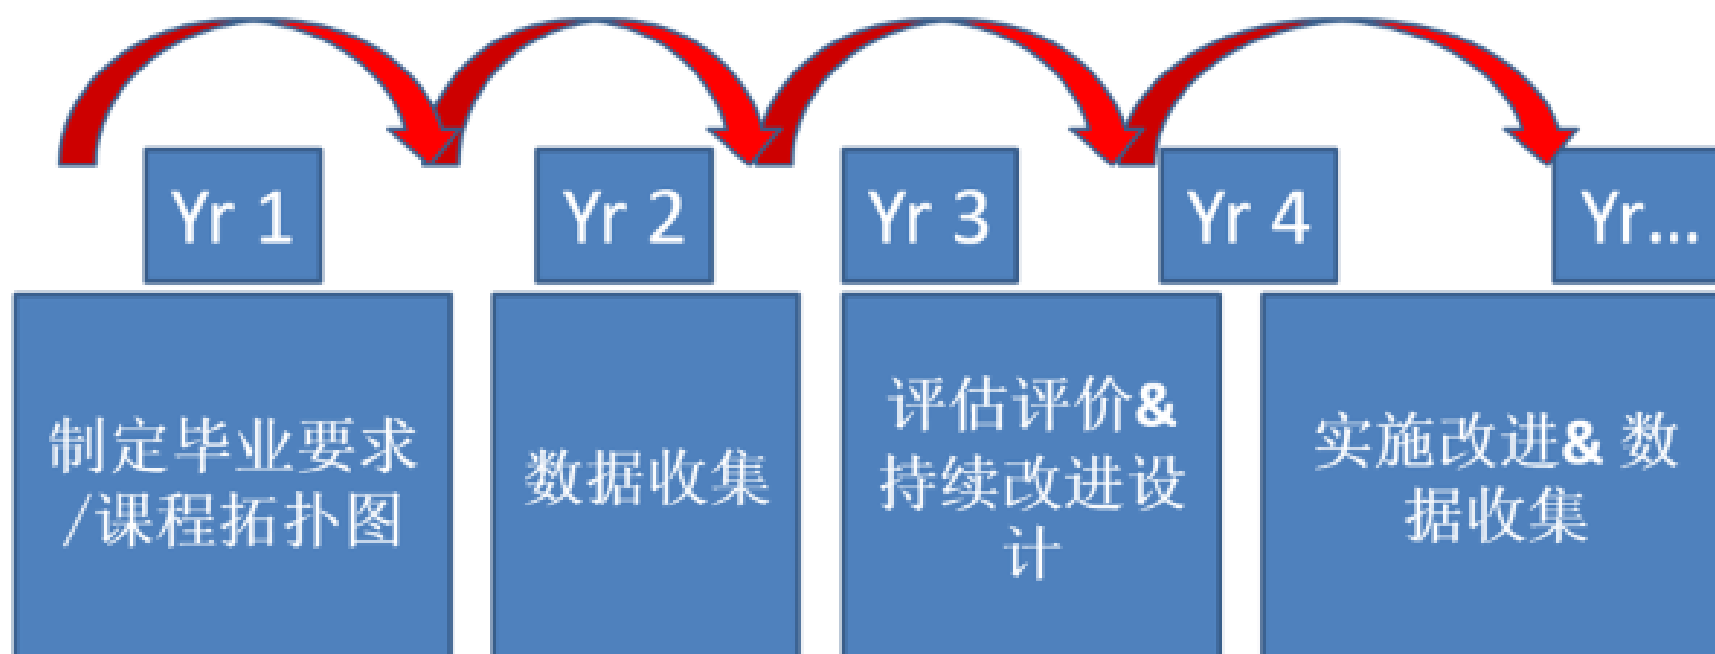 Yr 1
Yr 2
Yr 3
Yr 4
Yr...
制定毕业要求
/课程拓扑图
数据收集
评估评价&
持续改进设
计
实施改进& 数
据收集